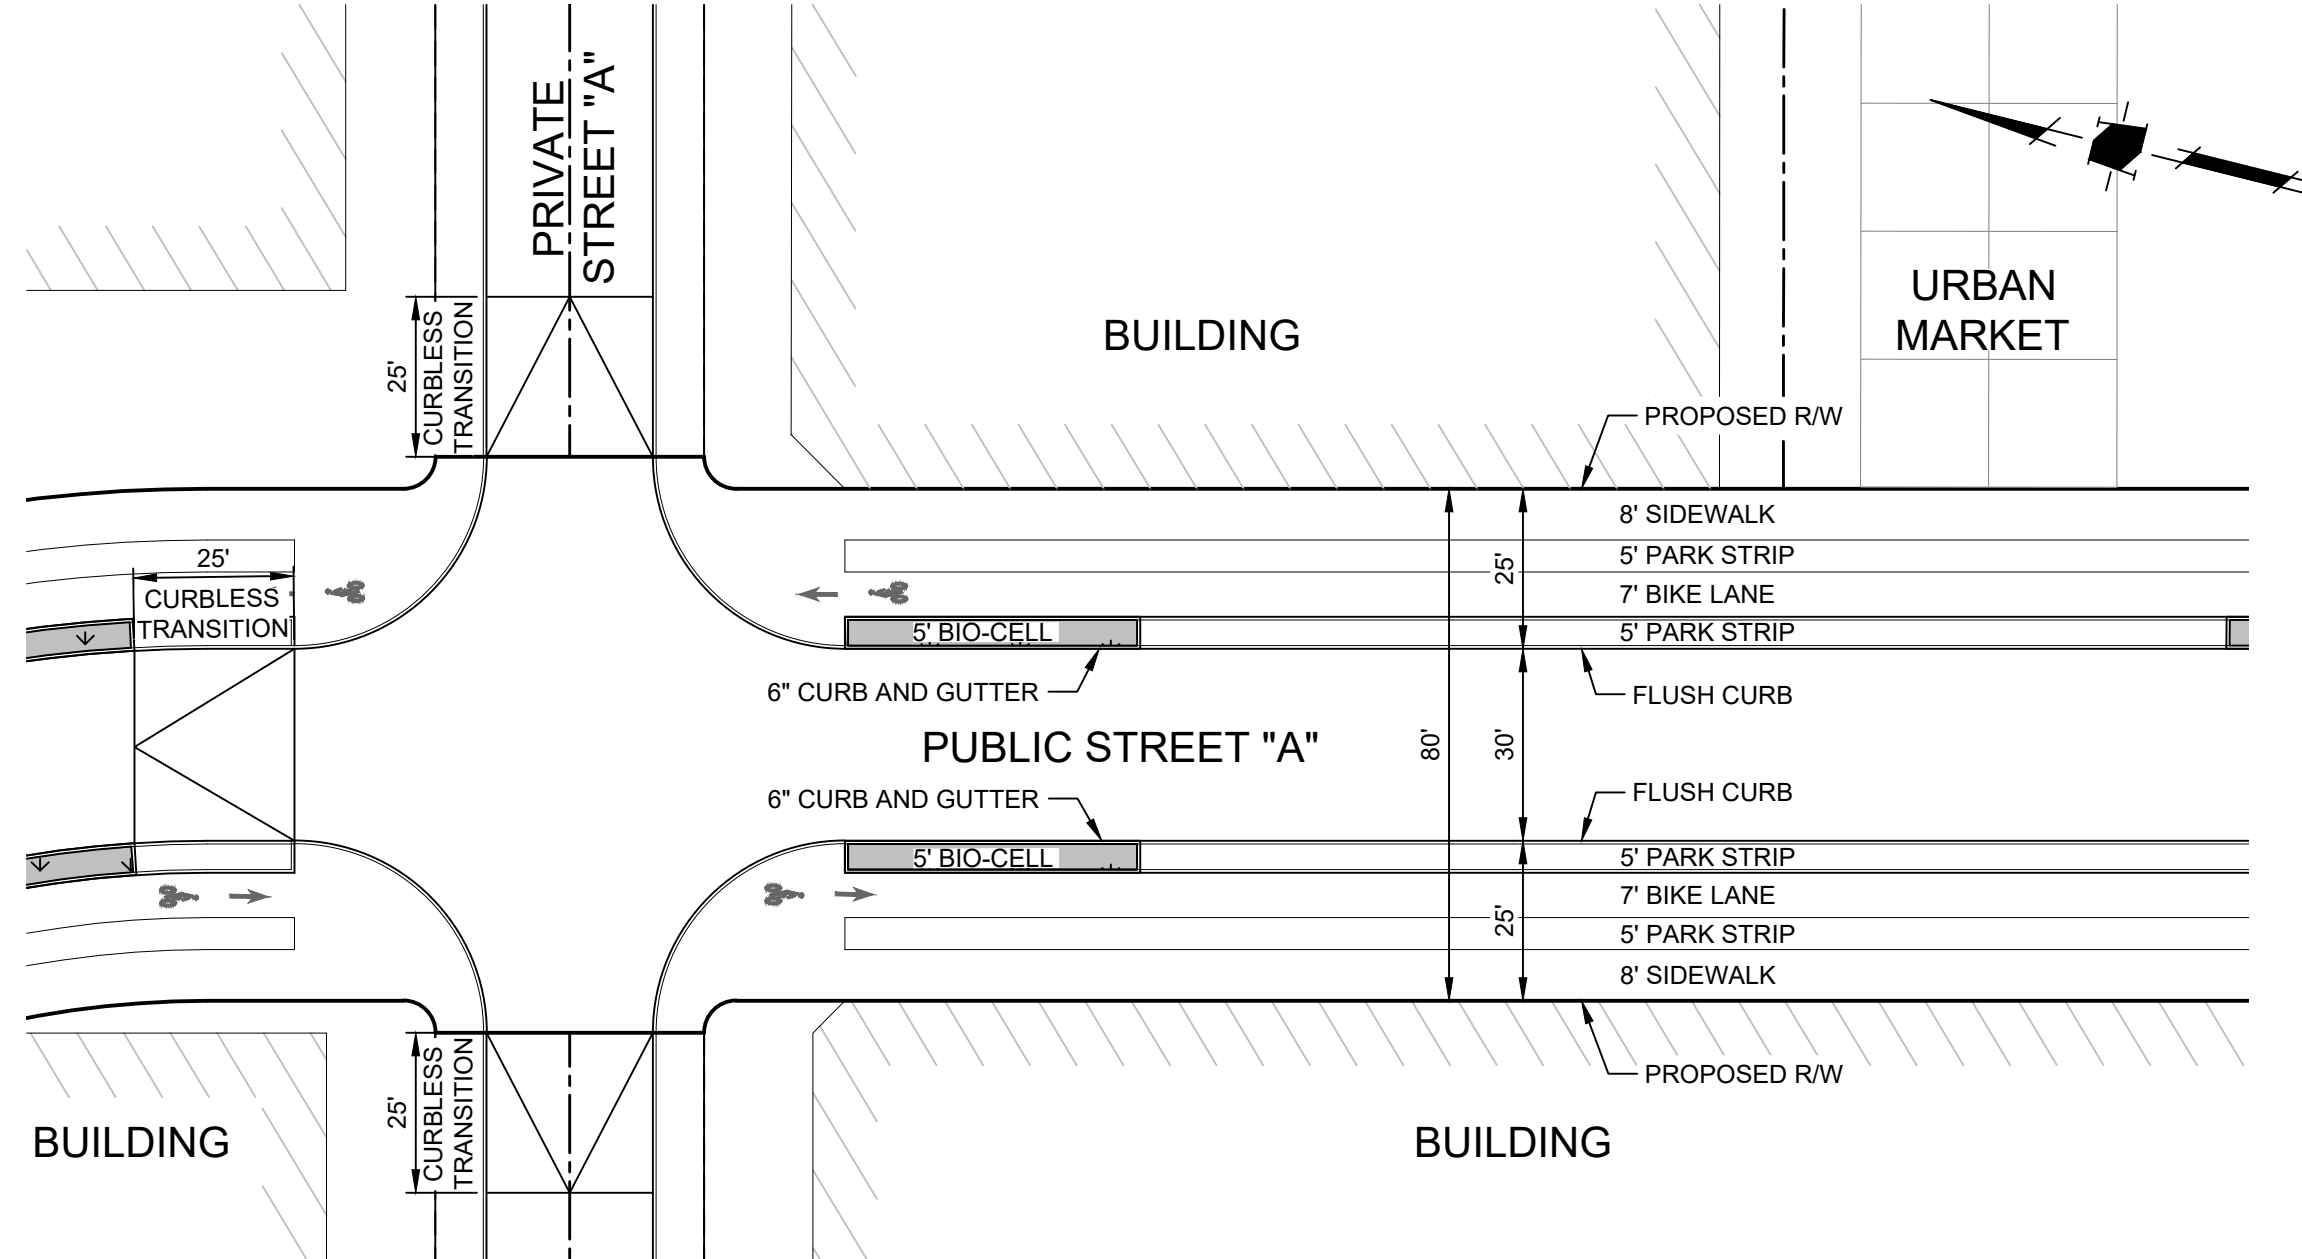 PRIVATE
STREET "A"
25'
CURBLESS
TRANSITION
BUILDING
URBAN
MARKET
PROPOSED R/W
8' SIDEWALK
5' PARK STRIP
7' BIKE LANE
5' PARK STRIP
25'
25'
CURBLESS
TRANSITION
5' BIO-CELL
6" CURB AND GUTTER
FLUSH CURB
PUBLIC STREET "A"
80'
30'
6" CURB AND GUTTER
FLUSH CURB
5' BIO-CELL
5' PARK STRIP
7' BIKE LANE
5' PARK STRIP
8' SIDEWALK
25'
PROPOSED R/W
25'
CURBLESS
TRANSITION
BUILDING
BUILDING